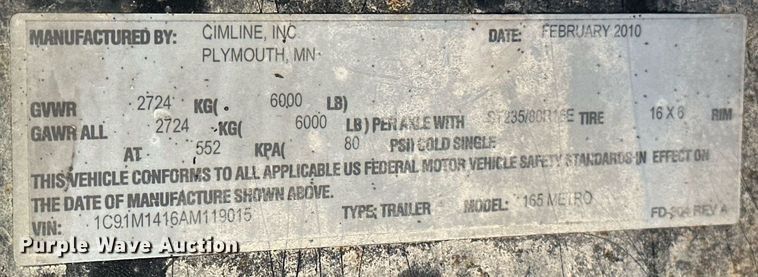 MANUFACTURED BY: CIMLINE, INC DATE: FEBRUARY 2010
PLYMOUTH, MN
GVWR 2724 KG( 6000 LB)
GAWR ALL 2724 KG( 6000 LB) PER AXLE WITH ST235/80R16E TIRE 16 X 6 RIM
AT 552 KPA( 80 PSI) COLD SINGLE
THIS VEHICLE CONFORMS TO ALL APPLICABLE US FEDERAL MOTOR VEHICLE SAFETY STANDARDS IN EFFECT ON
THE DATE OF MANUFACTURE SHOWN ABOVE.
VIN: 1C91M1416AM119015 TYPE: TRAILER MODEL: 165 METRO REV A
Purple Wave Auction